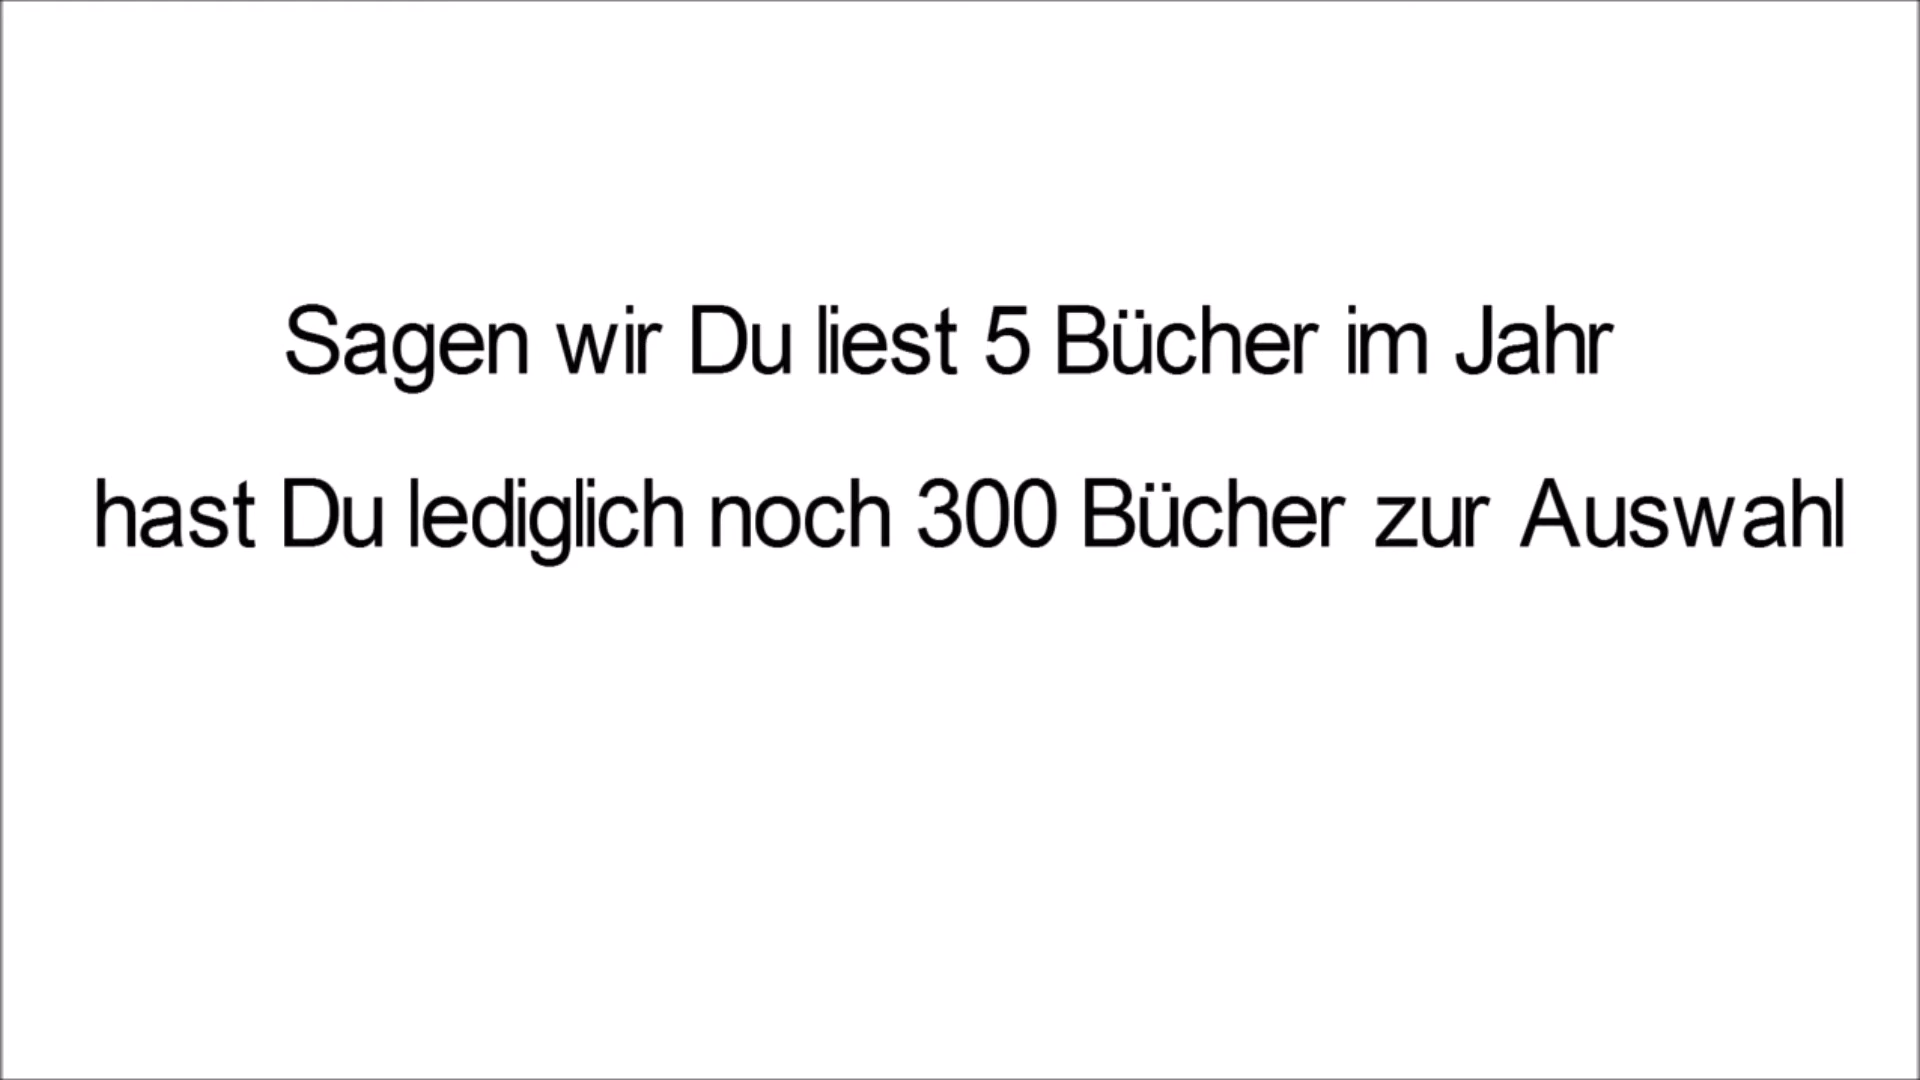 Sagen wir Du liest 5 Bücher im Jahr
hast Du lediglich noch 300 Bücher zur Auswahl